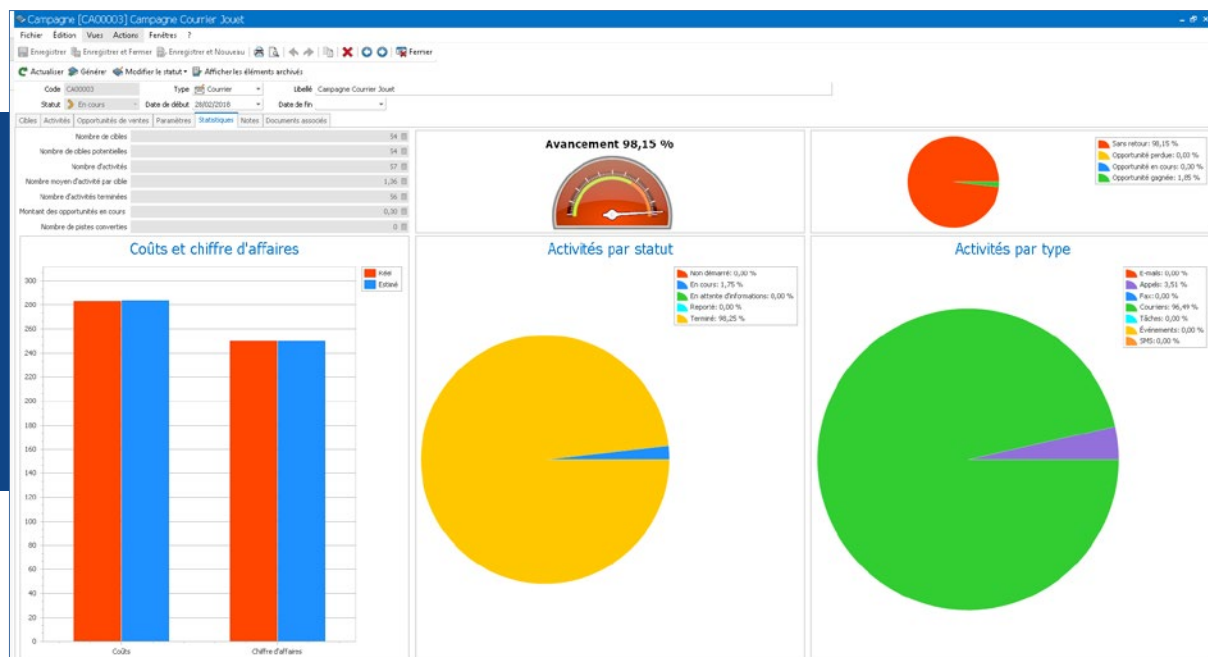 Campagne [CA00003] Campagne Courrier Jouet
Fichier Édition Vues Actions Fenêtres ?
Enregistrer Enregistrer et Fermer Enregistrer et Nouveau Fermer
Actualiser Générer Modifier le statut Afficher les éléments archivés
Code CA00003 Type Courrier Libellé Campagne Courrier Jouet
Statut En cours Date de début 28/02/2018 Date de fin
Cibles Activités Opportunités de ventes Paramètres Statistiques Notes Documents associés
Nombre de cibles 54
Nombre de cibles potentielles 54
Nombre d'activités 57
Nombre moyen d'activité par cible 1,06
Nombre d'activités terminées 56
Montant des opportunités en cours 0,00
Nombre de pistes converties 0
Avancement 98,15 %
Sans retour: 98,15 %
Opportunité perdue: 0,00 %
Opportunité en cours: 0,00 %
Opportunité gagnée: 1,85 %
Coûts et chiffre d'affaires
Réel
Estimé
300
280
260
240
220
200
180
160
140
120
100
80
60
40
20
0
Coûts Chiffre d'affaires
Activités par statut
Non démarré: 0,00 %
En cours: 1,75 %
En attente d'informations: 0,00 %
Reporté: 0,00 %
Terminé: 98,25 %
Activités par type
E-mails: 0,00 %
Appels: 3,51 %
Fax: 0,00 %
Courriers: 96,49 %
Tâches: 0,00 %
Événements: 0,00 %
SMS: 0,00 %